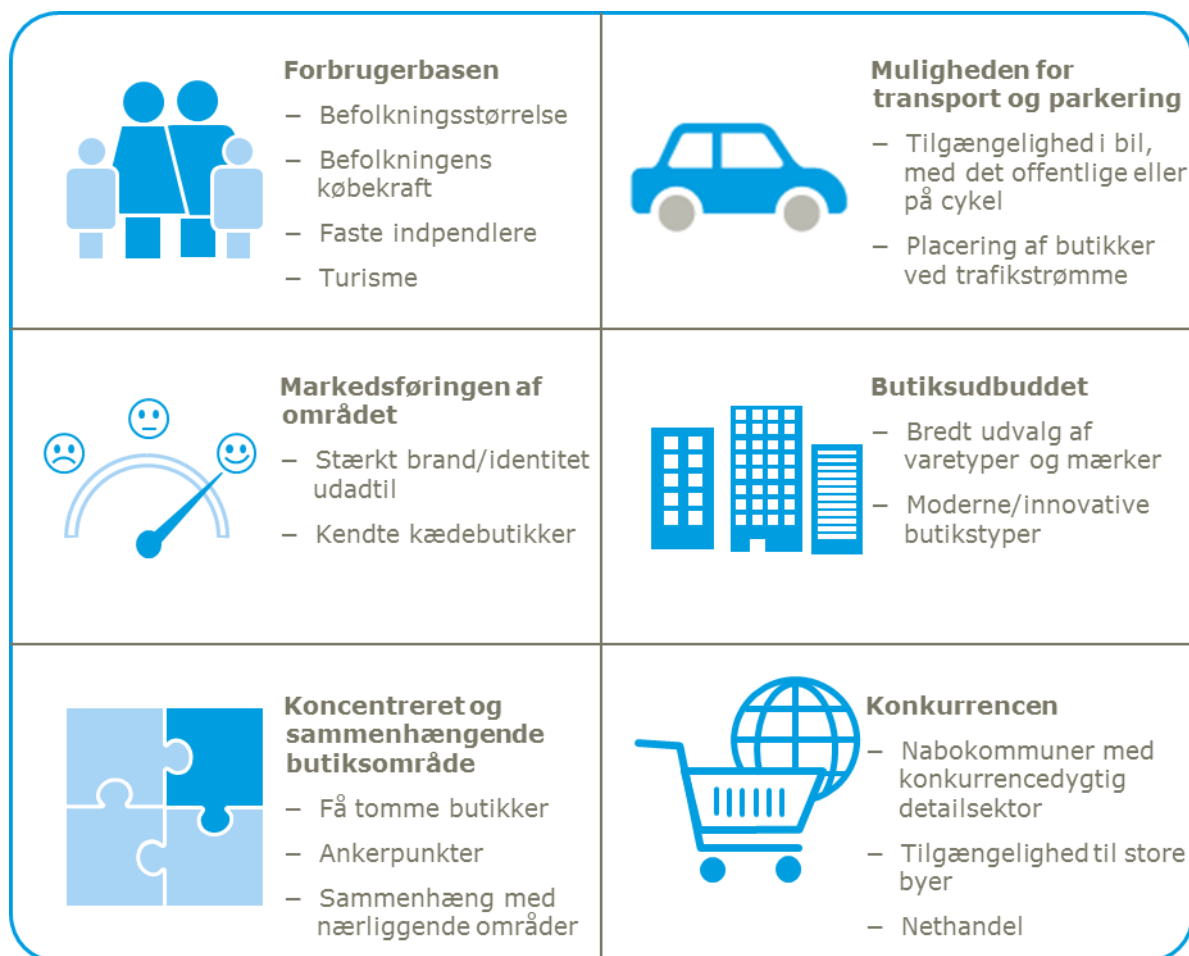 Forbrugerbasen
– Befolkningsstørrelse
– Befolkningens
købekraft
– Faste indpendlere
– Turisme
Muligheden for
transport og parkering
– Tilgængelighed i bil,
med det offentlige eller
på cykel
– Placering af butikker
ved trafikstrømme
Markedsføringen af
området
– Stærkt brand/identitet
udadtil
– Kendte kædebutikker
Butiksudbuddet
– Bredt udvalg af
varetyper og mærker
– Moderne/innovative
butikstyper
Koncentreret og
sammenhængende
butiksområde
– Få tomme butikker
– Ankerpunkter
– Sammenhæng med
nærliggende områder
Konkurrencen
– Nabokommuner med
konkurrencedygtig
detailsektor
– Tilgængelighed til store
byer
– Nethandel